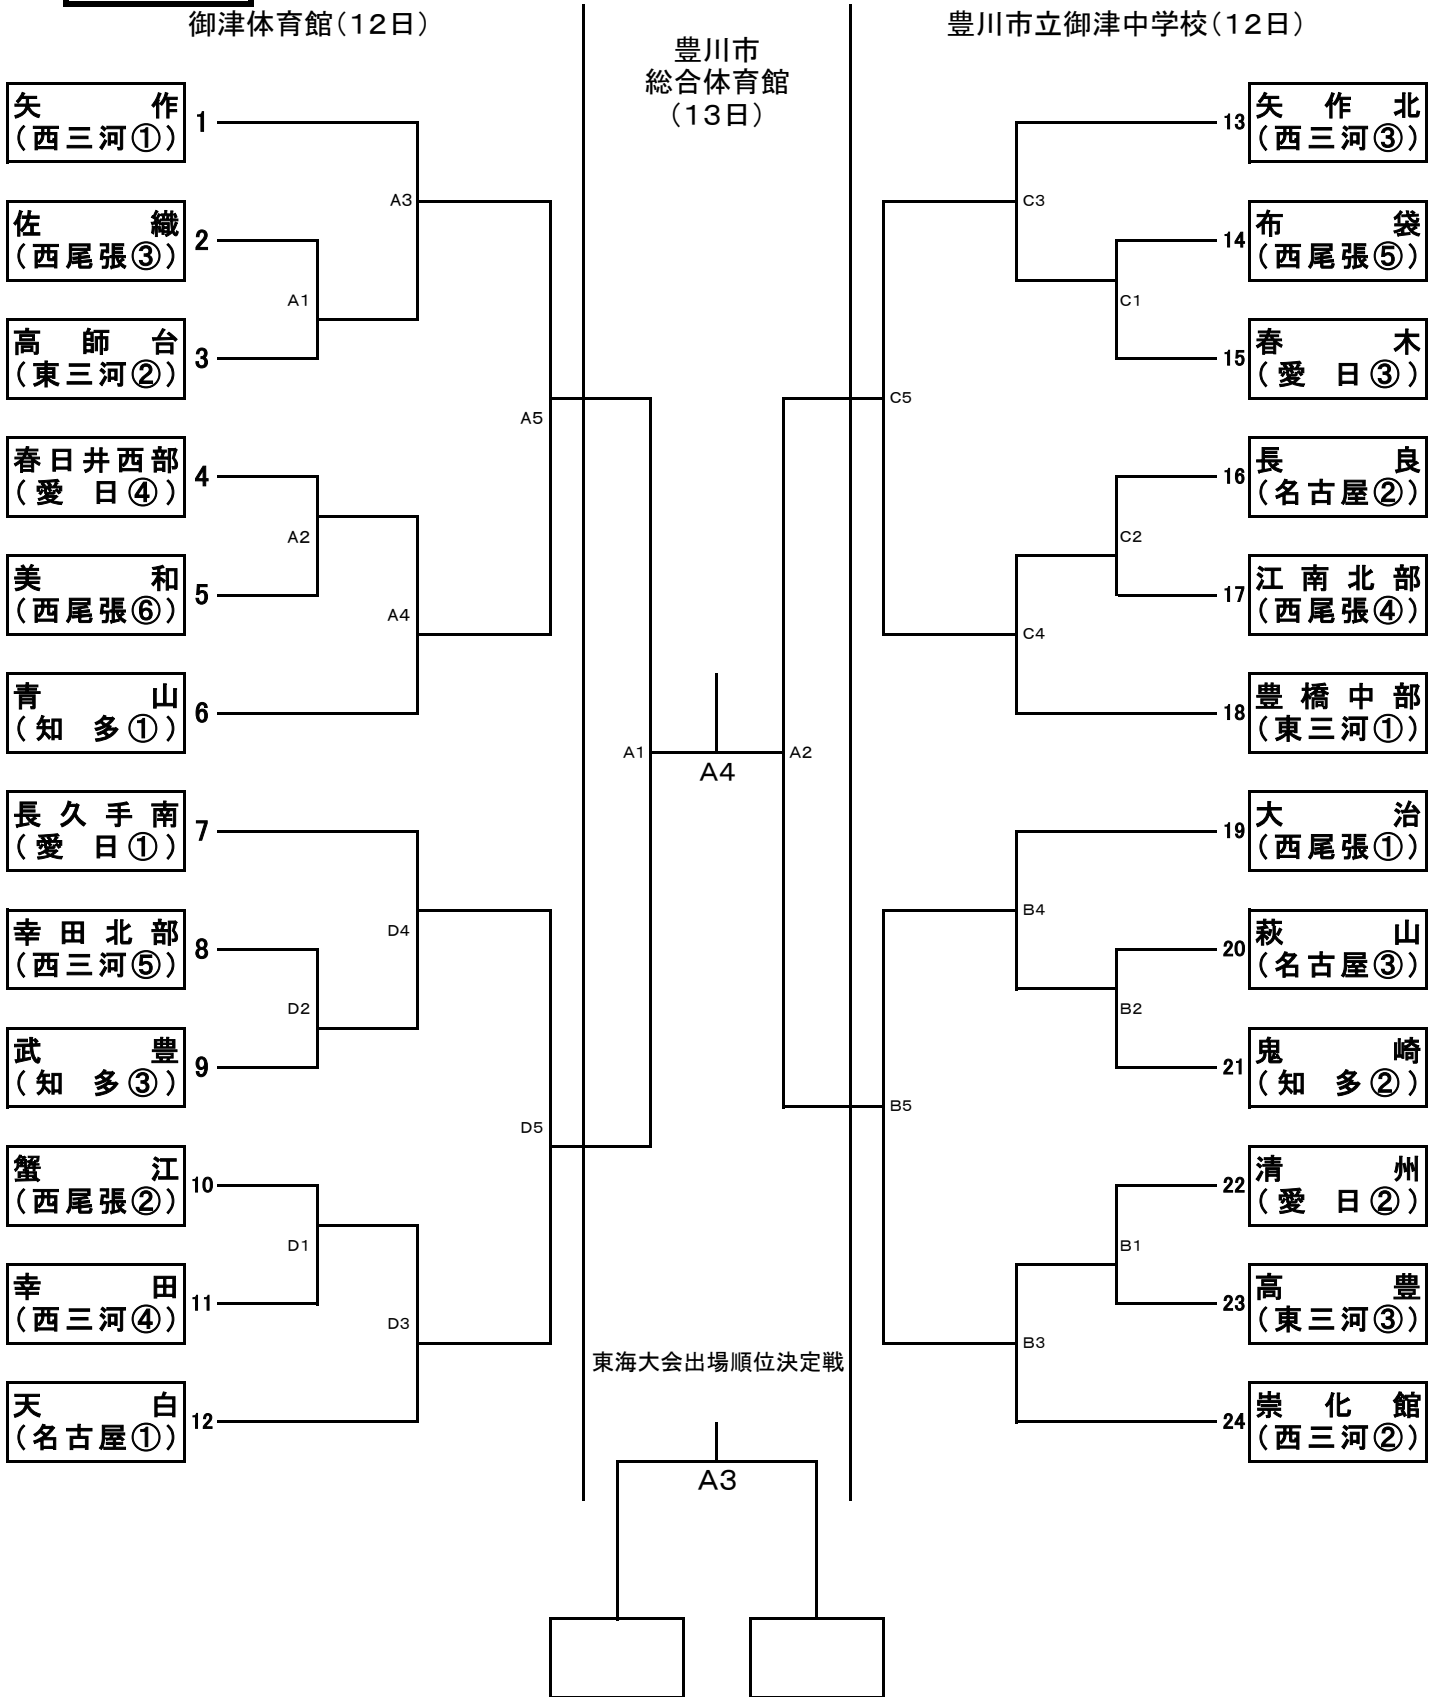 御津体育館（１２日）
豊川市
総合体育館
（１３日）
豊川市立御津中学校（１２日）
矢作
（西三河①）
1
佐織
（西尾張③）
2
高師台
（東三河②）
3
春日井西部
（愛日④）
4
美和
（西尾張⑥）
5
青山
（知多①）
6
長久手南
（愛日①）
7
幸田北部
（西三河⑤）
8
武豊
（知多③）
9
蟹江
（西尾張②）
10
幸田
（西三河④）
11
天白
（名古屋①）
12
A3
A1
A5
A2
A4
D4
D2
D5
D1
D3
A1
A4
A2
東海大会出場順位決定戦
A3
C3
C1
C5
C2
C4
B4
B2
B5
B1
B3
13
矢作北
（西三河③）
14
布袋
（西尾張⑤）
15
春木
（愛日③）
16
長良
（名古屋②）
17
江南北部
（西尾張④）
18
豊橋中部
（東三河①）
19
大治
（西尾張①）
20
萩山
（名古屋③）
21
鬼崎
（知多②）
22
清州
（愛日②）
23
高豊
（東三河③）
24
崇化館
（西三河②）